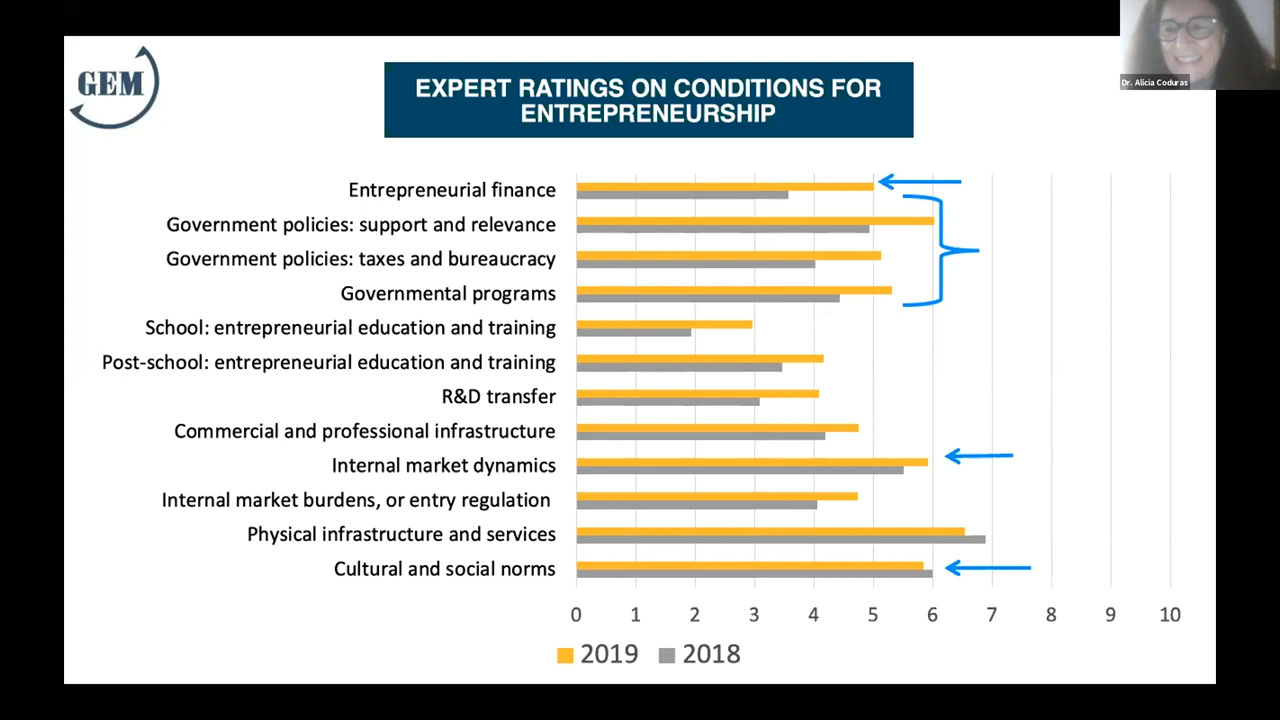 GEM
Dr. Alicia Coduras
EXPERT RATINGS ON CONDITIONS FOR
ENTREPRENEURSHIP
Entrepreneurial finance
Government policies: support and relevance
Government policies: taxes and bureaucracy
Governmental programs
School: entrepreneurial education and training
Post-school: entrepreneurial education and training
R&D transfer
Commercial and professional infrastructure
Internal market dynamics
Internal market burdens, or entry regulation
Physical infrastructure and services
Cultural and social norms
0 1 2 3 4 5 6 7 8 9 10
2019 2018